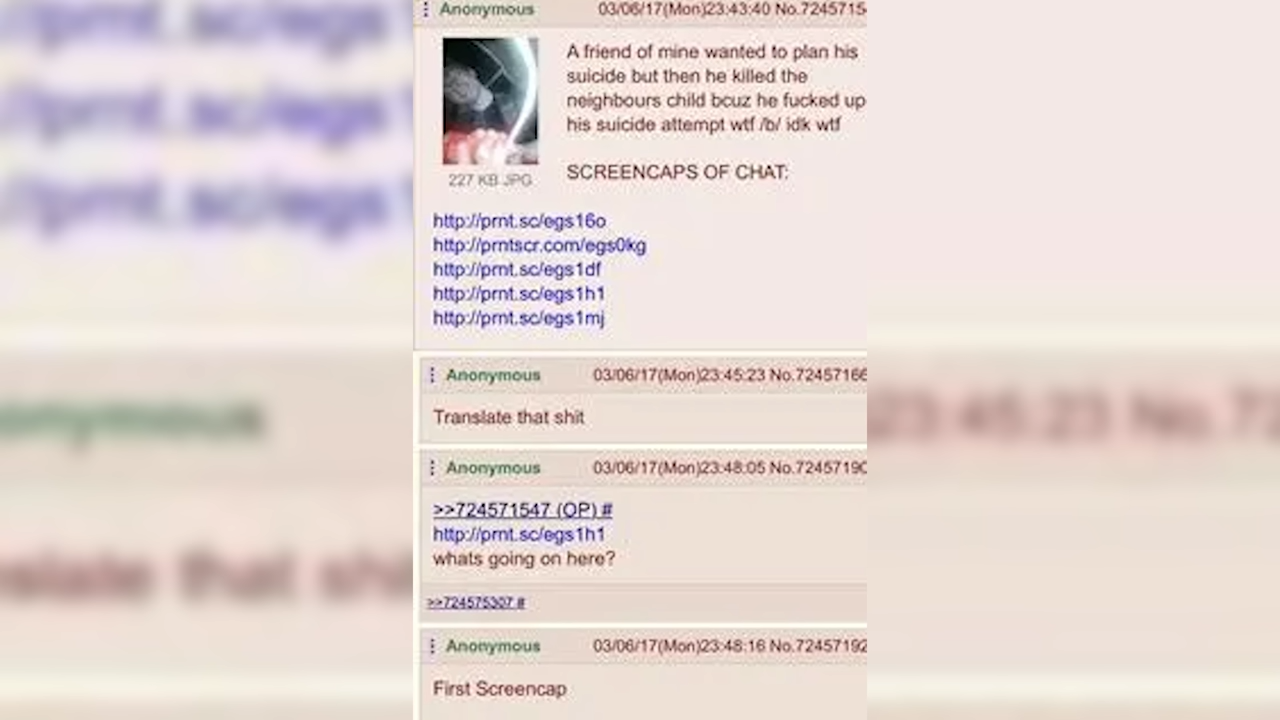 Anonymous 03/06/17(Mon)23:43:40 No.7245715
A friend of mine wanted to plan his
suicide but then he killed the
neighbours child bcuz he fucked up
his suicide attempt wtf /b/ idk wtf
SCREENCAPS OF CHAT:
227 KB JPG
http://prnt.sc/egs16o
http://prntscr.com/egs0kg
http://prnt.sc/egs1df
http://prnt.sc/egs1h1
http://prnt.sc/egs1mj
Anonymous 03/06/17(Mon)23:45:23 No.72457166
Translate that shit
Anonymous 03/06/17(Mon)23:48:05 No.72457190
>>724571547 (OP) #
http://prnt.sc/egs1h1
whats going on here?
>>724575307 #
Anonymous 03/06/17(Mon)23:48:16 No.72457192
First Screencap